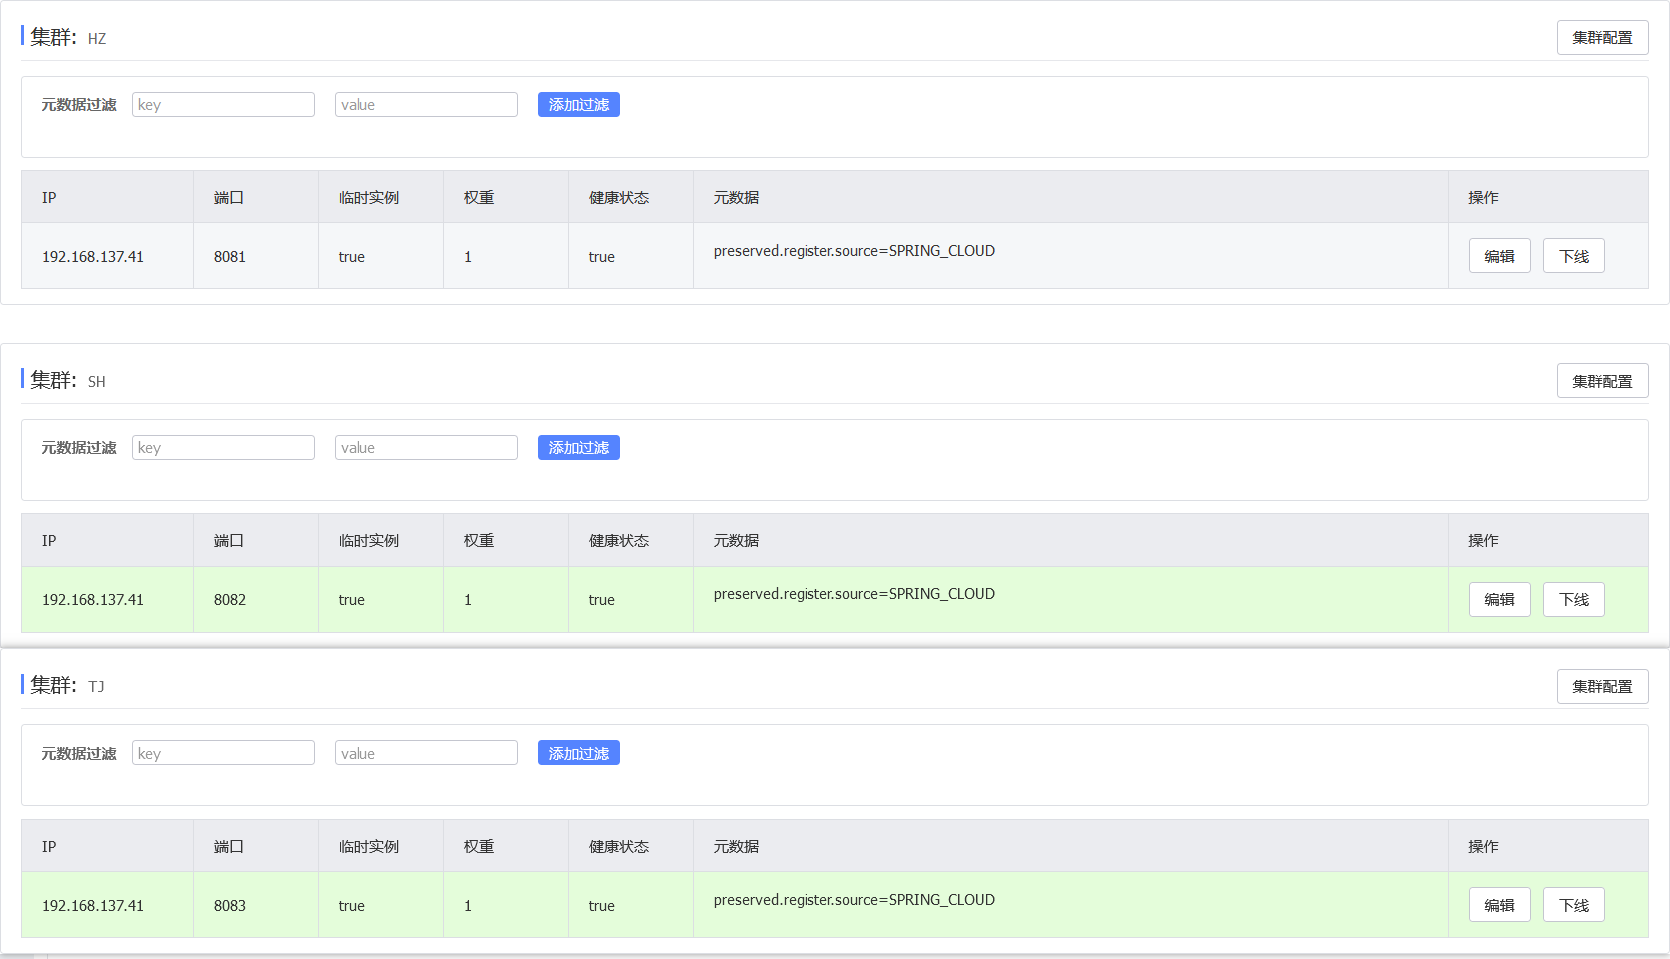 集群: HZ 集群配置
元数据过滤 key value 添加过滤
IP 端口 临时实例 权重 健康状态 元数据 操作
192.168.137.41 8081 true 1 true preserved.register.source=SPRING_CLOUD 编辑 下线
集群: SH 集群配置
元数据过滤 key value 添加过滤
IP 端口 临时实例 权重 健康状态 元数据 操作
192.168.137.41 8082 true 1 true preserved.register.source=SPRING_CLOUD 编辑 下线
集群: TJ 集群配置
元数据过滤 key value 添加过滤
IP 端口 临时实例 权重 健康状态 元数据 操作
192.168.137.41 8083 true 1 true preserved.register.source=SPRING_CLOUD 编辑 下线